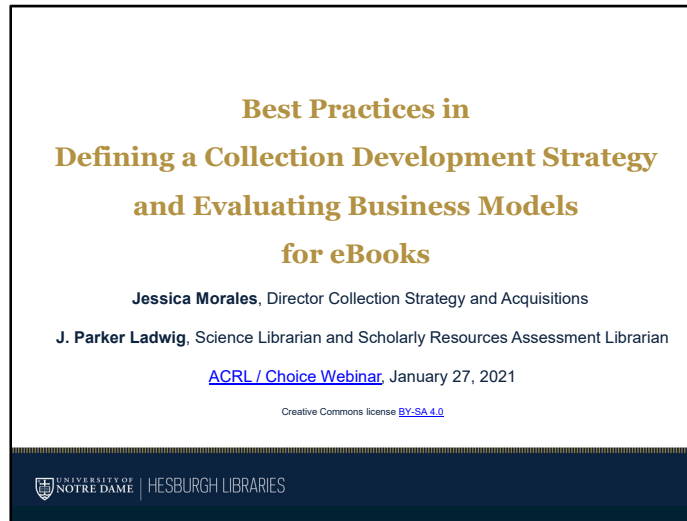 Best Practices in
Defining a Collection Development Strategy
and Evaluating Business Models
for eBooks
Jessica Morales, Director Collection Strategy and Acquisitions
J. Parker Ladwig, Science Librarian and Scholarly Resources Assessment Librarian
ACRL / Choice Webinar, January 27, 2021
Creative Commons license BY-SA 4.0
UNIVERSITY OF
NOTRE DAME | HESBURGH LIBRARIES